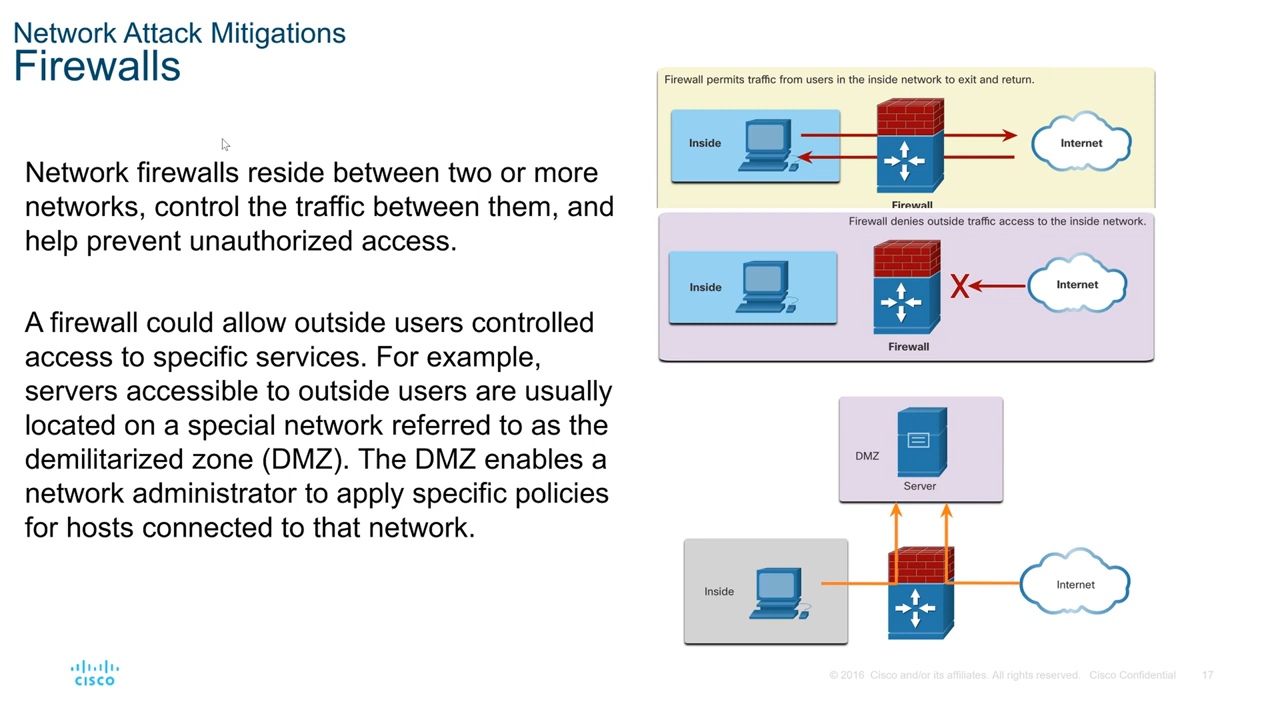 Network Attack Mitigations
Firewalls
Network firewalls reside between two or more
networks, control the traffic between them, and
help prevent unauthorized access.
A firewall could allow outside users controlled
access to specific services. For example,
servers accessible to outside users are usually
located on a special network referred to as the
demilitarized zone (DMZ). The DMZ enables a
network administrator to apply specific policies
for hosts connected to that network.
Firewall permits traffic from users in the inside network to exit and return.
Inside
Internet
Firewall
Firewall denies outside traffic access to the inside network.
Inside
X
Internet
Firewall
DMZ
Server
Inside
Internet
CISCO
© 2016 Cisco and/or its affiliates. All rights reserved. Cisco Confidential 17